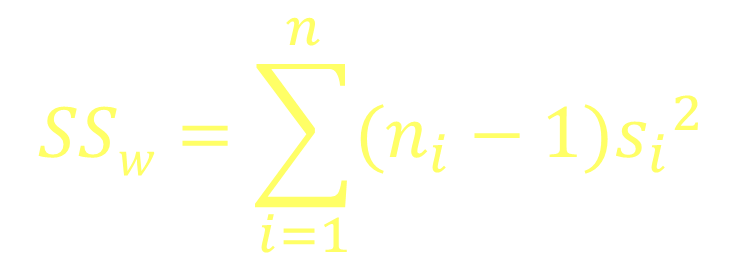 SS_w = \sum_{i=1}^{n} (n_i − 1)s_i^2